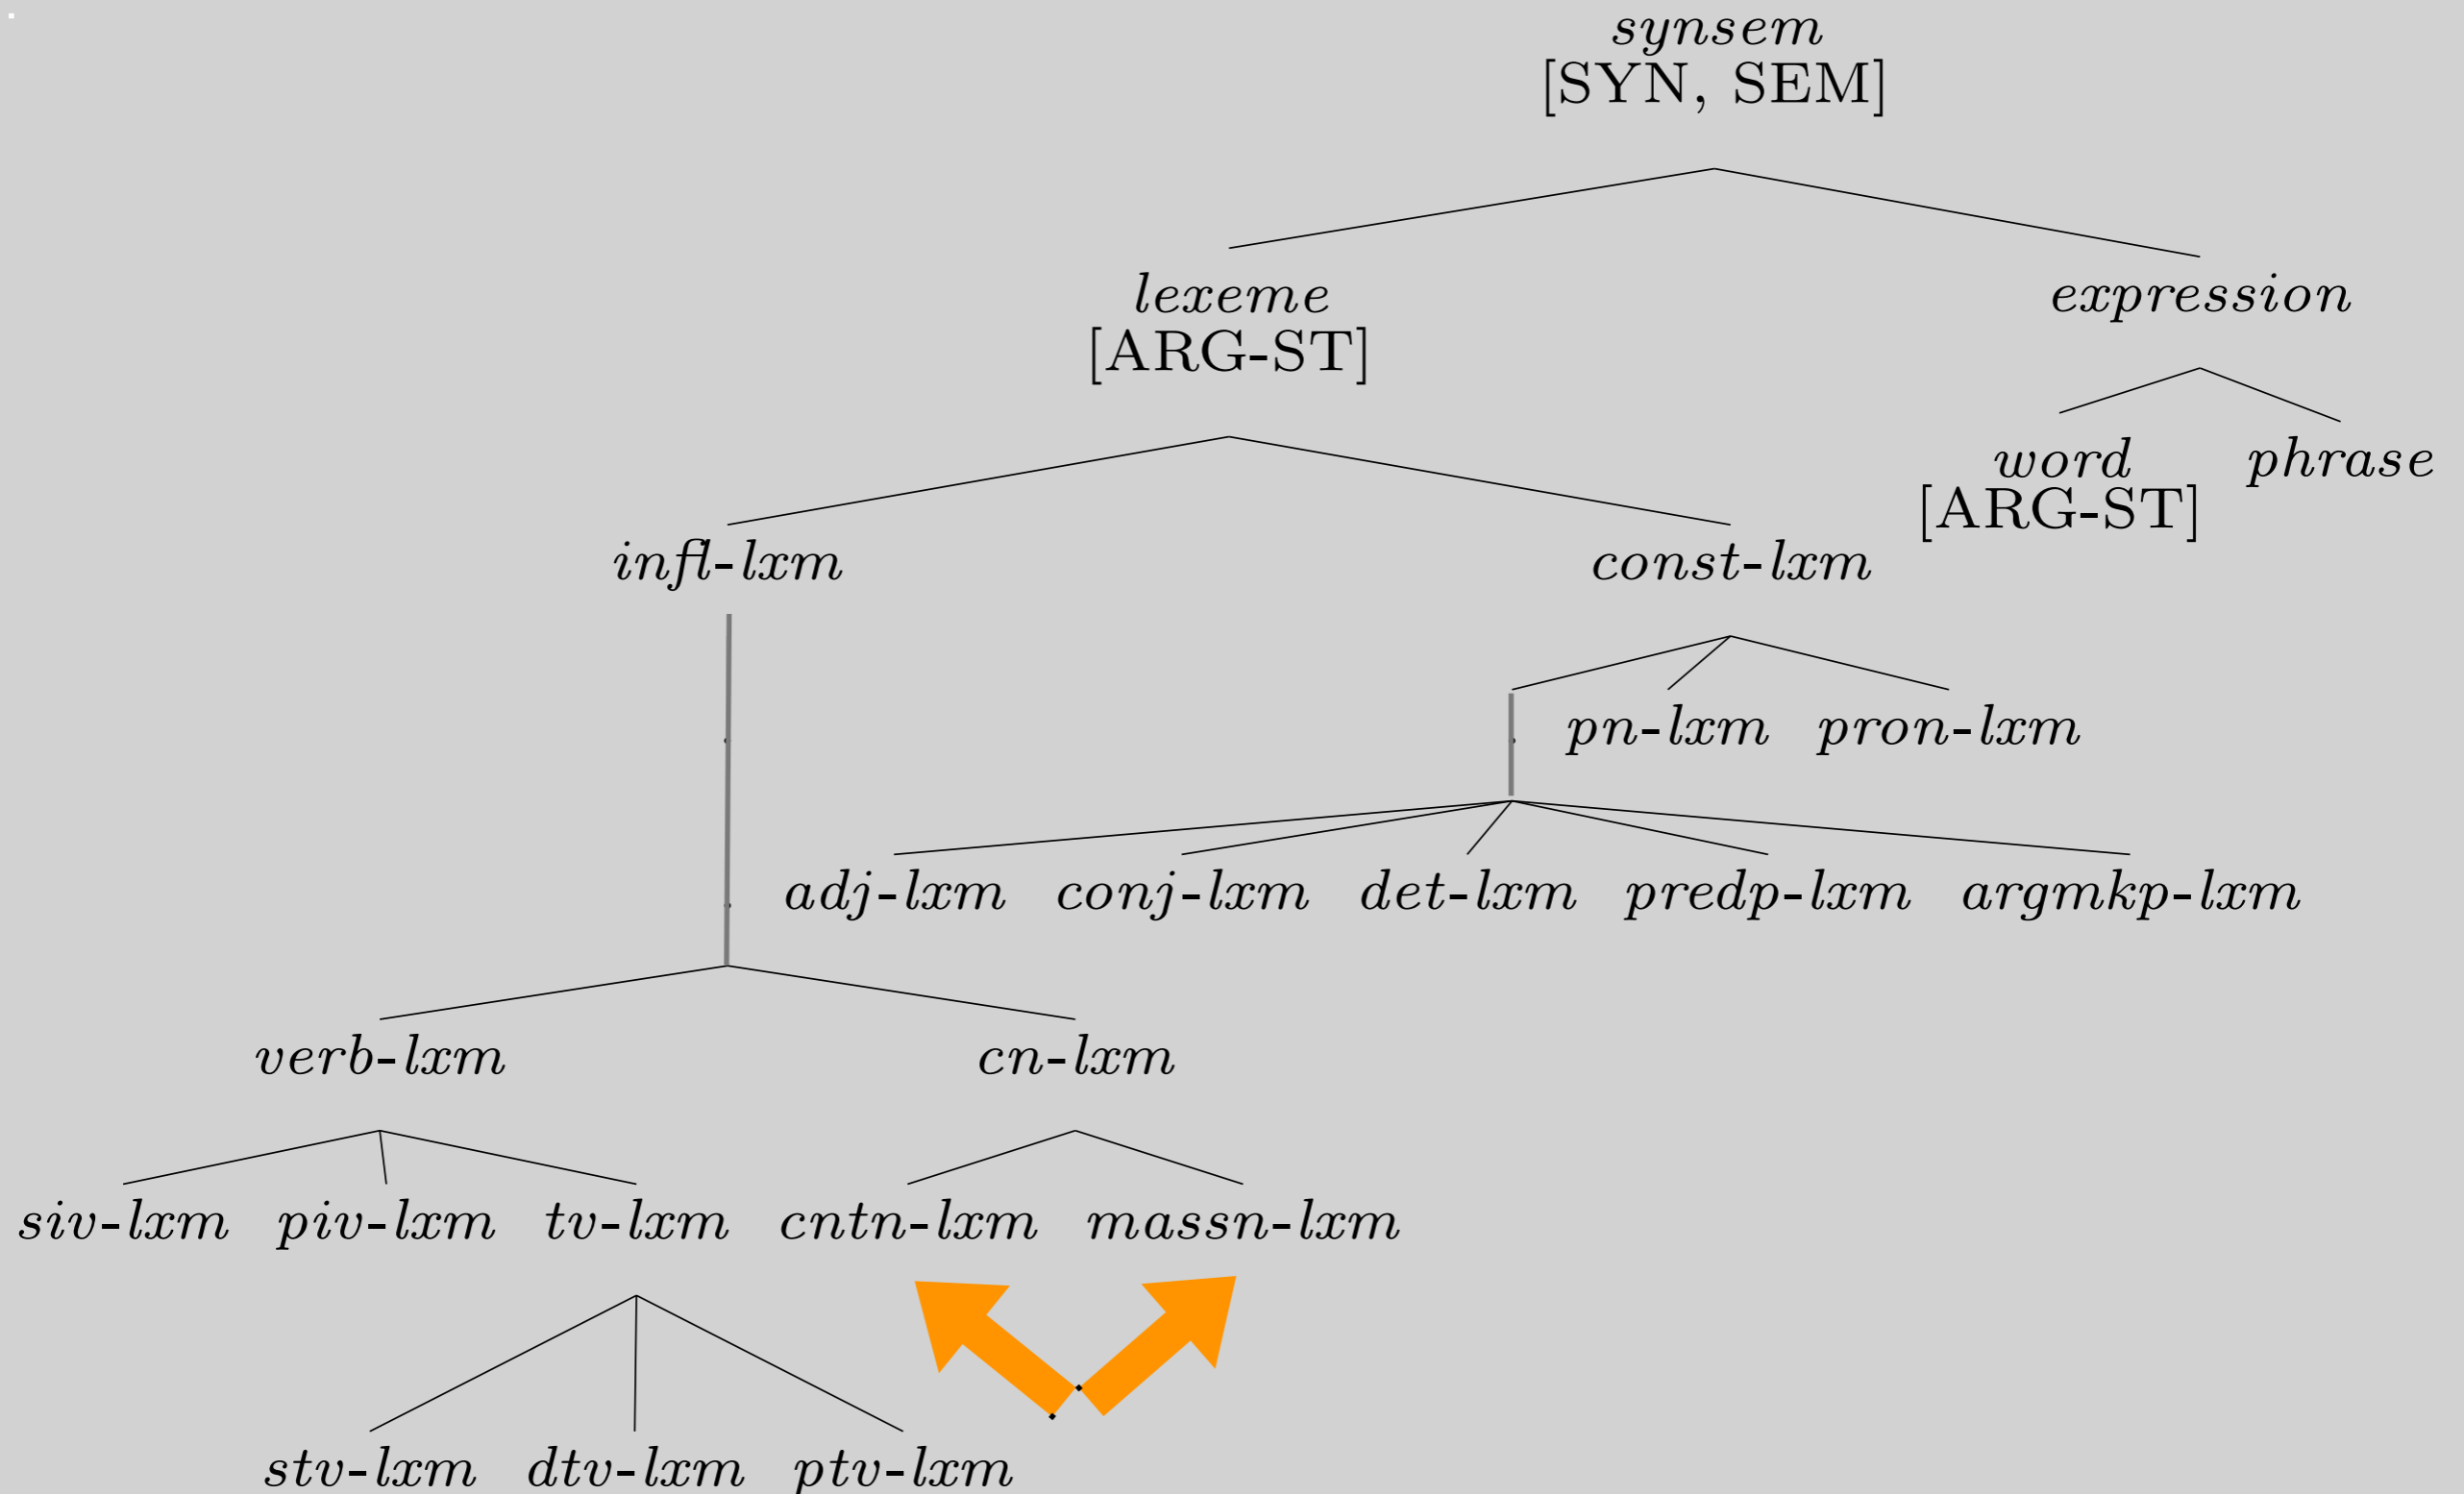 synsem
[SYN, SEM]
lexeme
[ARG-ST]
expression
word
[ARG-ST]
phrase
infl-lxm
const-lxm
pn-lxm pron-lxm
adj-lxm conj-lxm det-lxm predp-lxm argmkp-lxm
verb-lxm cn-lxm
siv-lxm piv-lxm tv-lxm cntn-lxm massn-lxm
stv-lxm dtv-lxm ptv-lxm